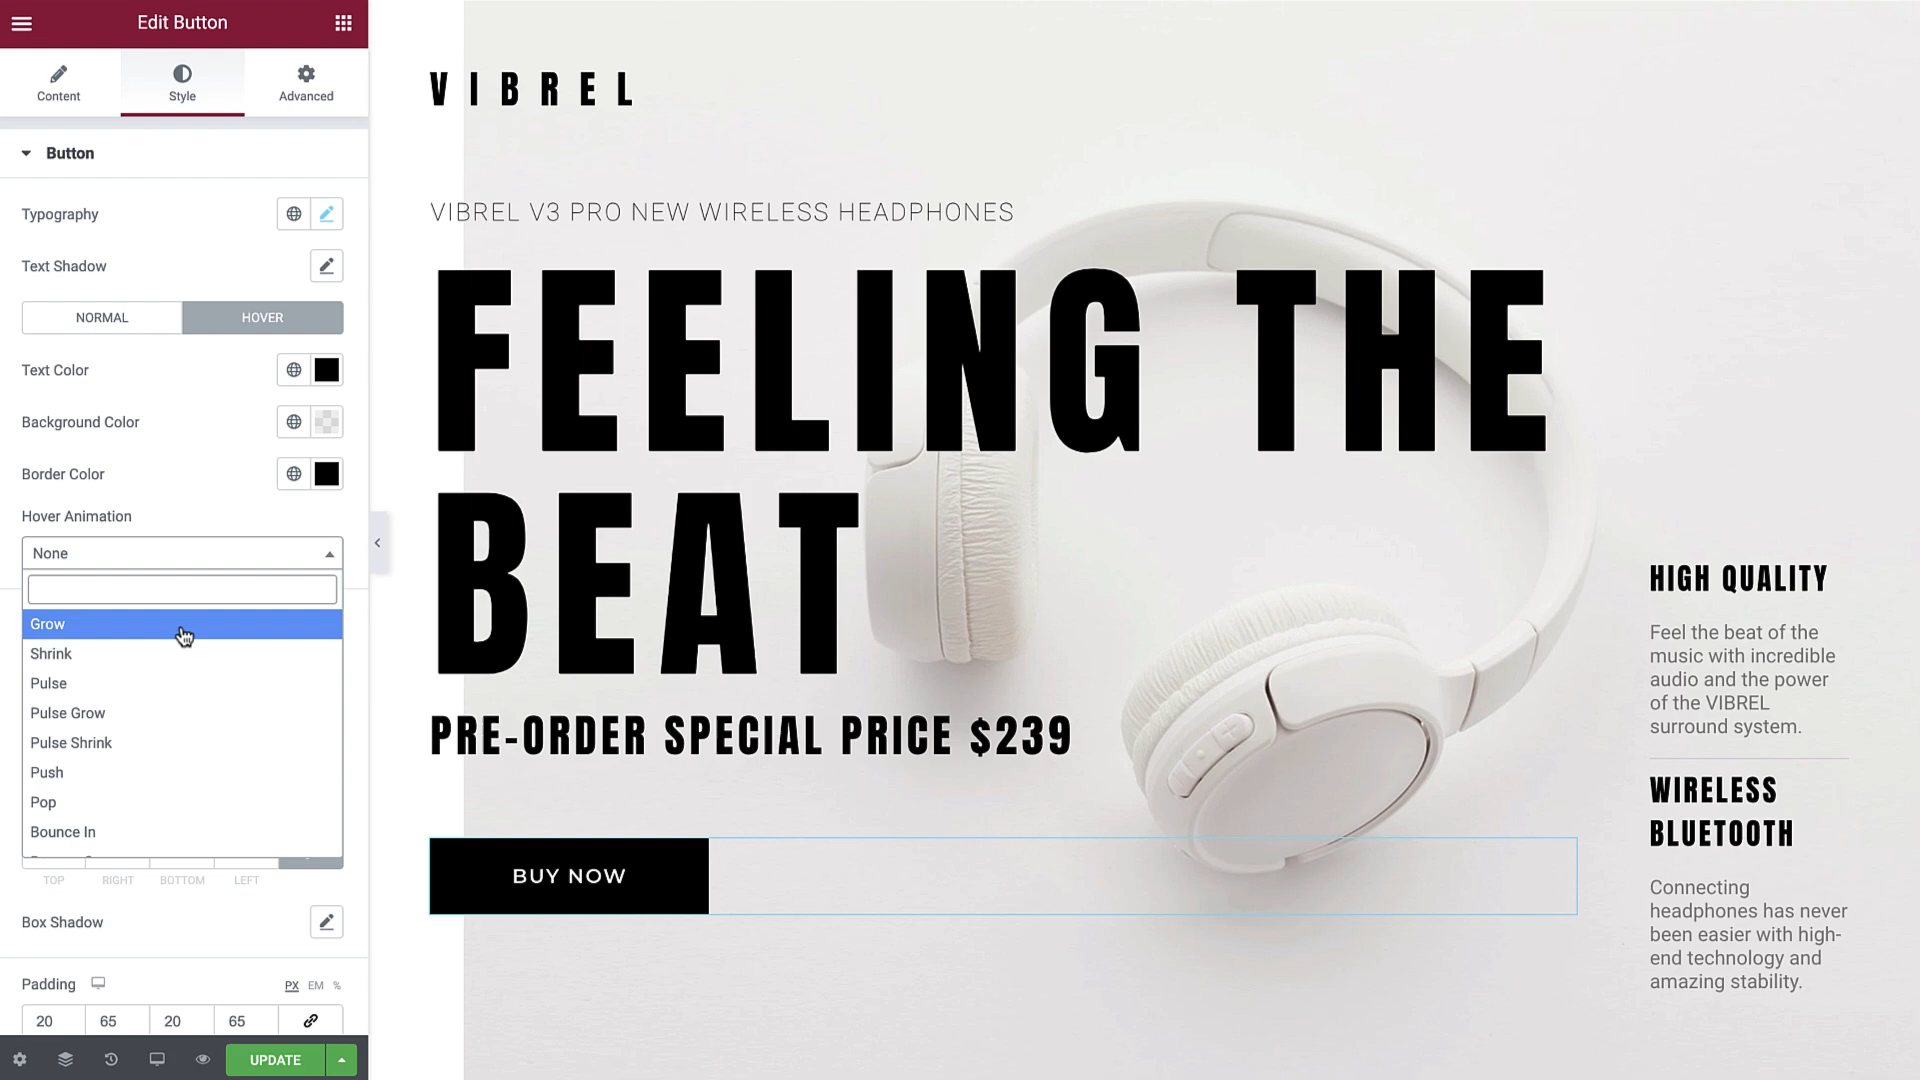 Edit Button
Content
Style
Advanced
Button
Typography
Text Shadow
NORMAL
HOVER
Text Color
Background Color
Border Color
Hover Animation
None
Grow
Shrink
Pulse
Pulse Grow
Pulse Shrink
Push
Pop
Bounce In
TOP
RIGHT
BOTTOM
LEFT
Box Shadow
Padding
PX
EM
%
20
65
20
65
UPDATE
VIBREL
VIBREL V3 PRO NEW WIRELESS HEADPHONES
FEELING THE
BEAT
PRE-ORDER SPECIAL PRICE $239
BUY NOW
HIGH QUALITY
Feel the beat of the
music with incredible
audio and the power
of the VIBREL
surround system.
WIRELESS
BLUETOOTH
Connecting
headphones has never
been easier with high-
end technology and
amazing stability.